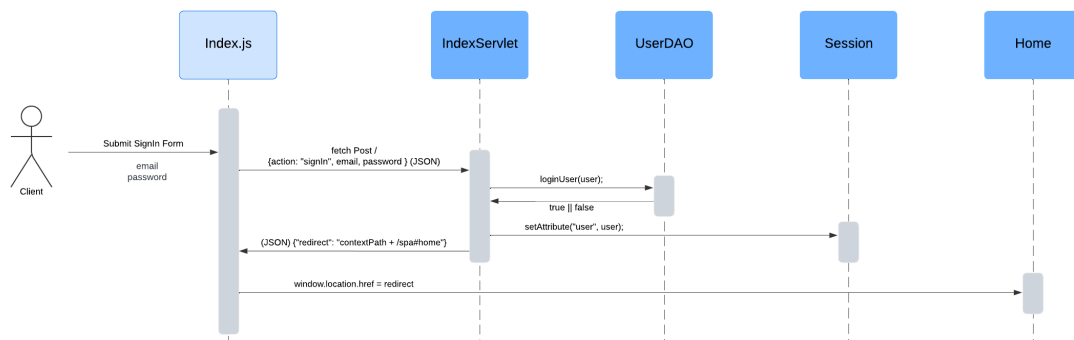 Index.js
IndexServlet
UserDAO
Session
Home
Submit SignIn Form
email
password
Client
fetch Post /
{action: "signIn", email, password } (JSON)
loginUser(user);
true || false
setAttribute("user", user);
(JSON) {"redirect": "contextPath + /spa#home"}
window.location.href = redirect